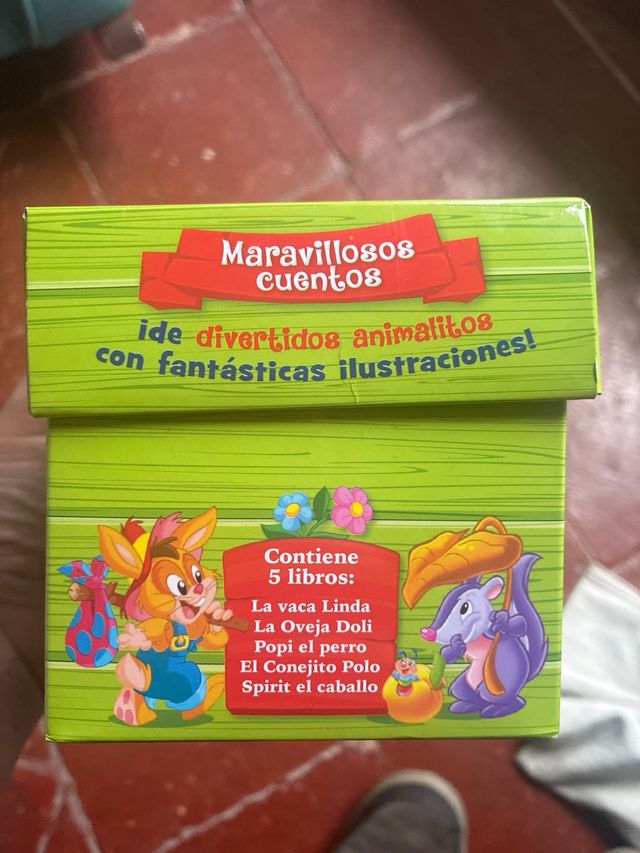 Maravillosos
cuentos
¡de divertidos animalitos
con fantásticas ilustraciones!
Contiene
5 libros:
La vaca Linda
La Oveja Doli
Popi el perro
El Conejito Polo
Spirit el caballo